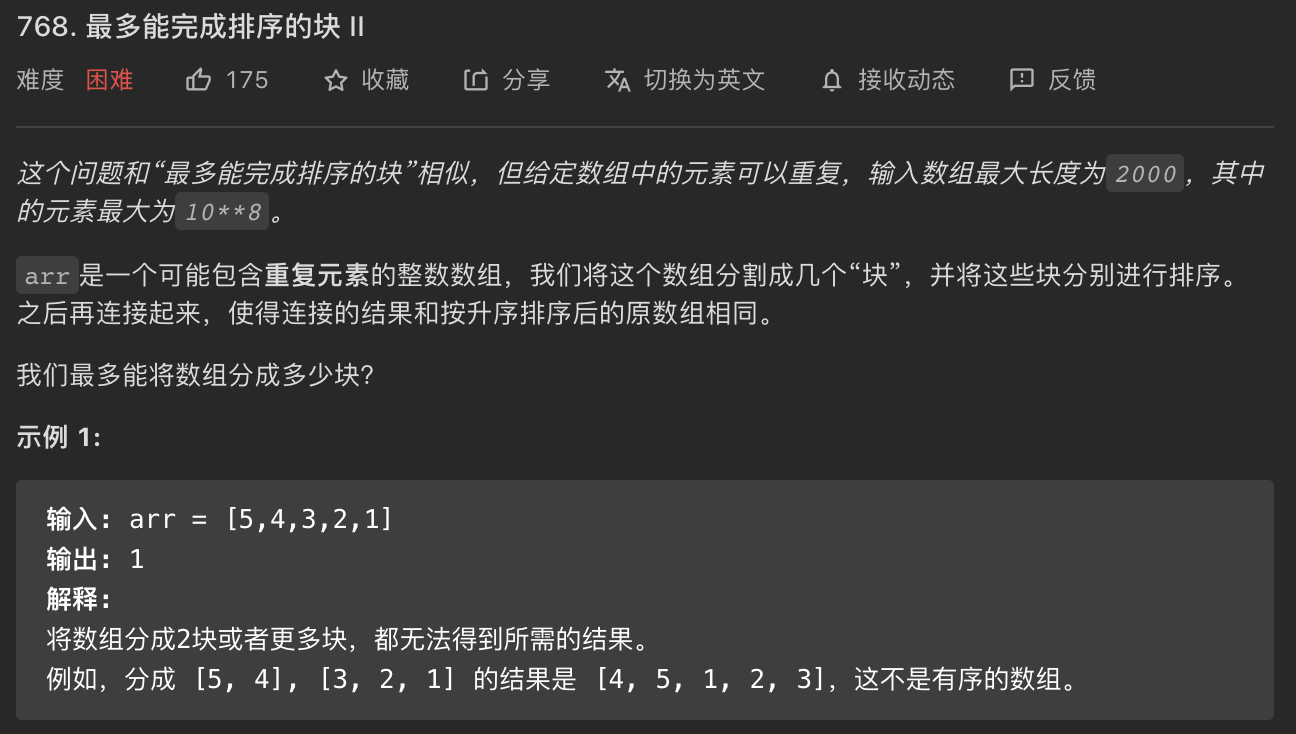 768. 最多能完成排序的块 II
难度 困难 175 收藏 分享 切换为英文 接收动态 反馈
这个问题和“最多能完成排序的块”相似，但给定数组中的元素可以重复，输入数组最大长度为2000，其中
的元素最大为10**8。
arr是一个可能包含重复元素的整数数组，我们将这个数组分割成几个“块”，并将这些块分别进行排序。
之后再连接起来，使得连接的结果和按升序排序后的原数组相同。
我们最多能将数组分成多少块？
示例 1:
输入: arr = [5,4,3,2,1]
输出: 1
解释:
将数组分成2块或者更多块，都无法得到所需的结果。
例如，分成 [5, 4], [3, 2, 1] 的结果是 [4, 5, 1, 2, 3]，这不是有序的数组。